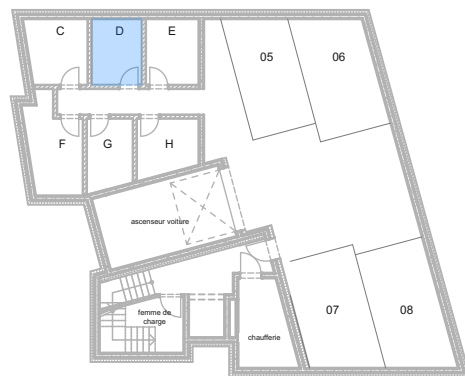 C
D
E
05
06
F
G
H
ascenseur voiture
femme de
charge
07
08
chaufferie